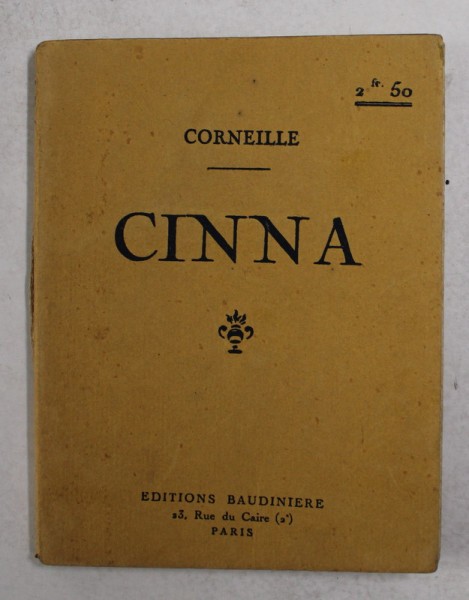 2 fr. 50
CORNEILLE
CINNA
EDITIONS BAUDINIERE
23, Rue du Caire (2e)
PARIS